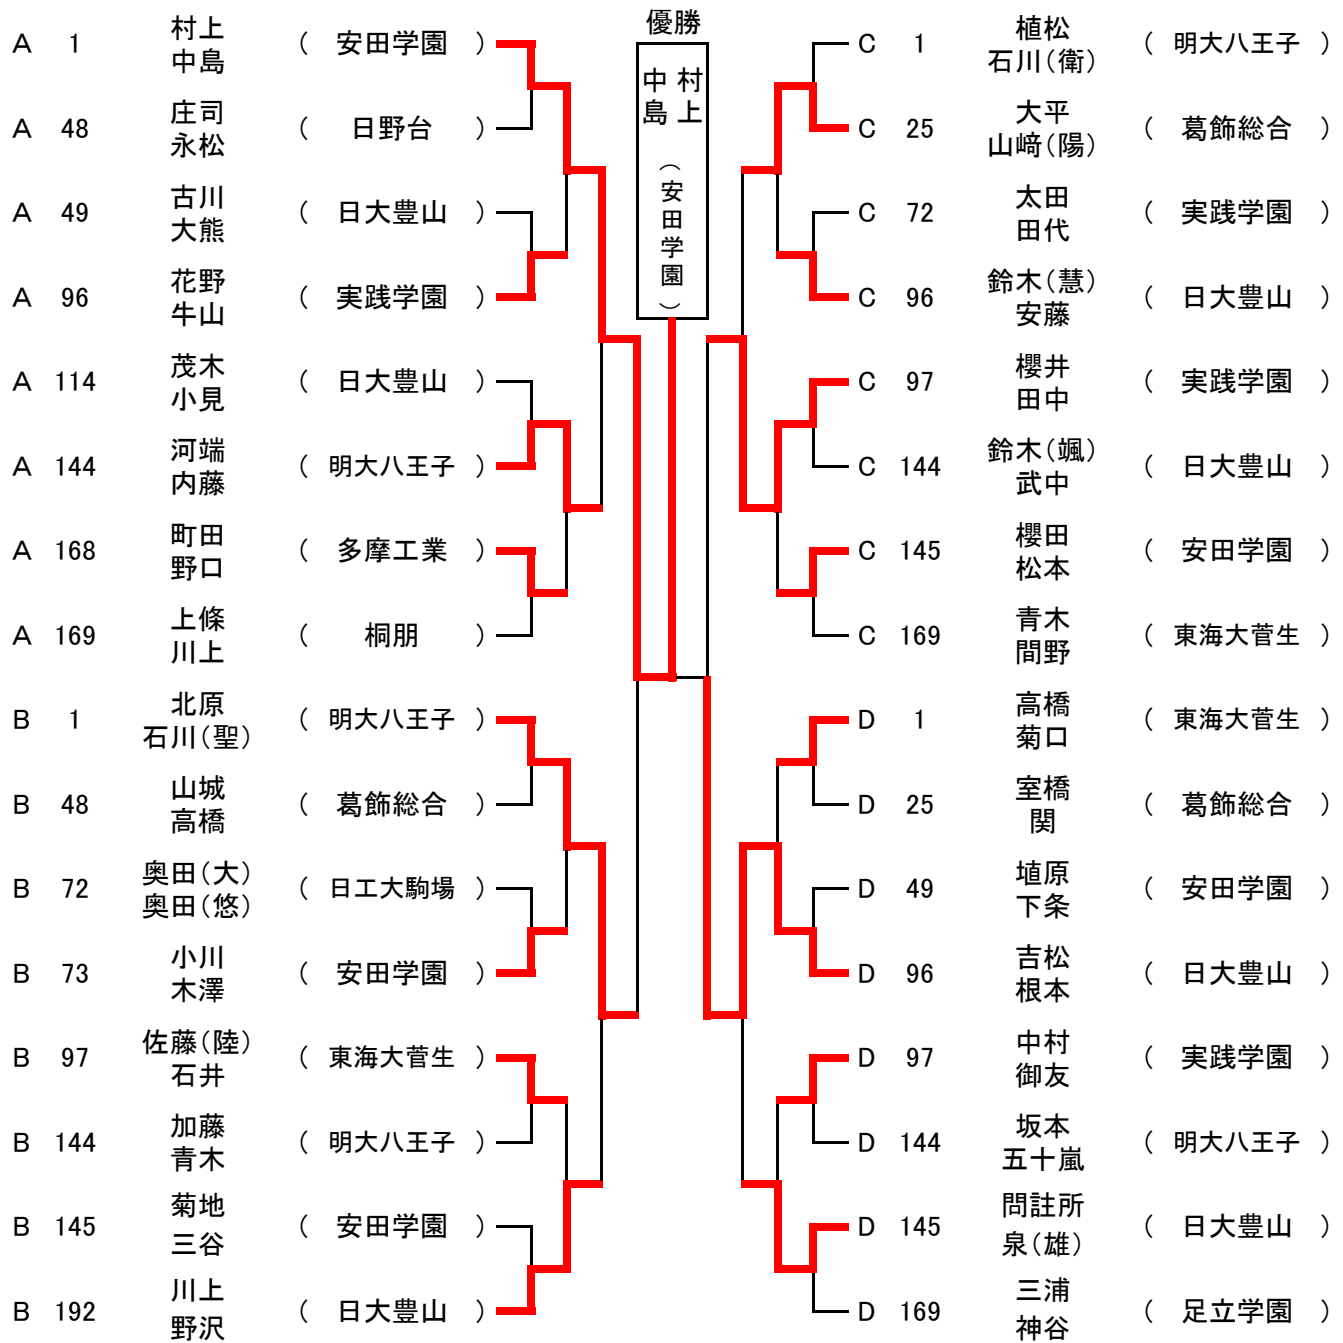 優勝
村上
中島
（安田学園）
A 1 村上 中島 （ 安田学園 ）
A 48 庄司 永松 （ 日野台 ）
A 49 古川 大熊 （ 日大豊山 ）
A 96 花野 牛山 （ 実践学園 ）
A 114 茂木 小見 （ 日大豊山 ）
A 144 河端 内藤 （ 明大八王子 ）
A 168 町田 野口 （ 多摩工業 ）
A 169 上條 川上 （ 桐朋 ）
B 1 北原 石川（聖） （ 明大八王子 ）
B 48 山城 高橋 （ 葛飾総合 ）
B 72 奥田（大） 奥田（悠） （ 日工大駒場 ）
B 73 小川 木澤 （ 安田学園 ）
B 97 佐藤（陸） 石井 （ 東海大菅生 ）
B 144 加藤 青木 （ 明大八王子 ）
B 145 菊地 三谷 （ 安田学園 ）
B 192 川上 野沢 （ 日大豊山 ）
C 1 植松 石川（衛） （ 明大八王子 ）
C 25 大平 山﨑（陽） （ 葛飾総合 ）
C 72 太田 田代 （ 実践学園 ）
C 96 鈴木（慧） 安藤 （ 日大豊山 ）
C 97 櫻井 田中 （ 実践学園 ）
C 144 鈴木（颯） 武中 （ 日大豊山 ）
C 145 櫻田 松本 （ 安田学園 ）
C 169 青木 間野 （ 東海大菅生 ）
D 1 高橋 菊口 （ 東海大菅生 ）
D 25 室橋 関 （ 葛飾総合 ）
D 49 埴原 下条 （ 安田学園 ）
D 96 吉松 根本 （ 日大豊山 ）
D 97 中村 御友 （ 実践学園 ）
D 144 坂本 五十嵐 （ 明大八王子 ）
D 145 問註所 泉（雄） （ 日大豊山 ）
D 169 三浦 神谷 （ 足立学園 ）